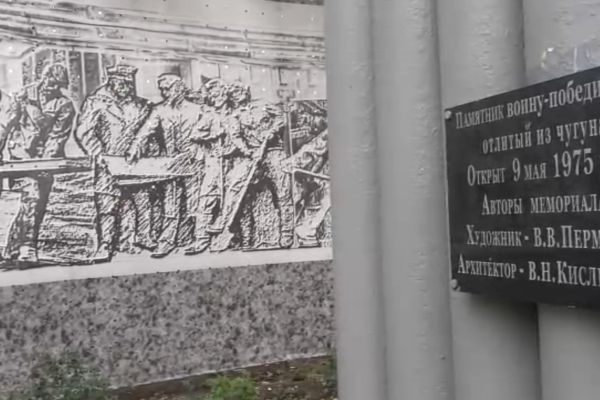 Памятник воину-победи
отлитый из чугун
Открыт 9 мая 1975
Авторы мемориал
Художник - В.В.Перм
Архитектор - В.Н.Кисл